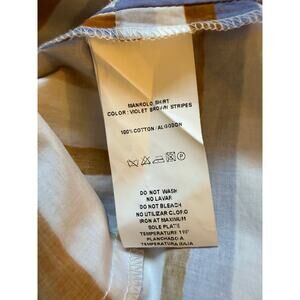 MANROLO SHIRT
COLOR : VIOLET BROWN STRIPES
100% COTTON/ALGODON
DO NOT WASH
NO LAVAR
DO NOT BLEACH
NO UTILIZAR CLORO
IRON AT MAXIMUM
SOLE PLATE
TEMPERATURE
PLANCHADO A
TEMPERATURA BAJA